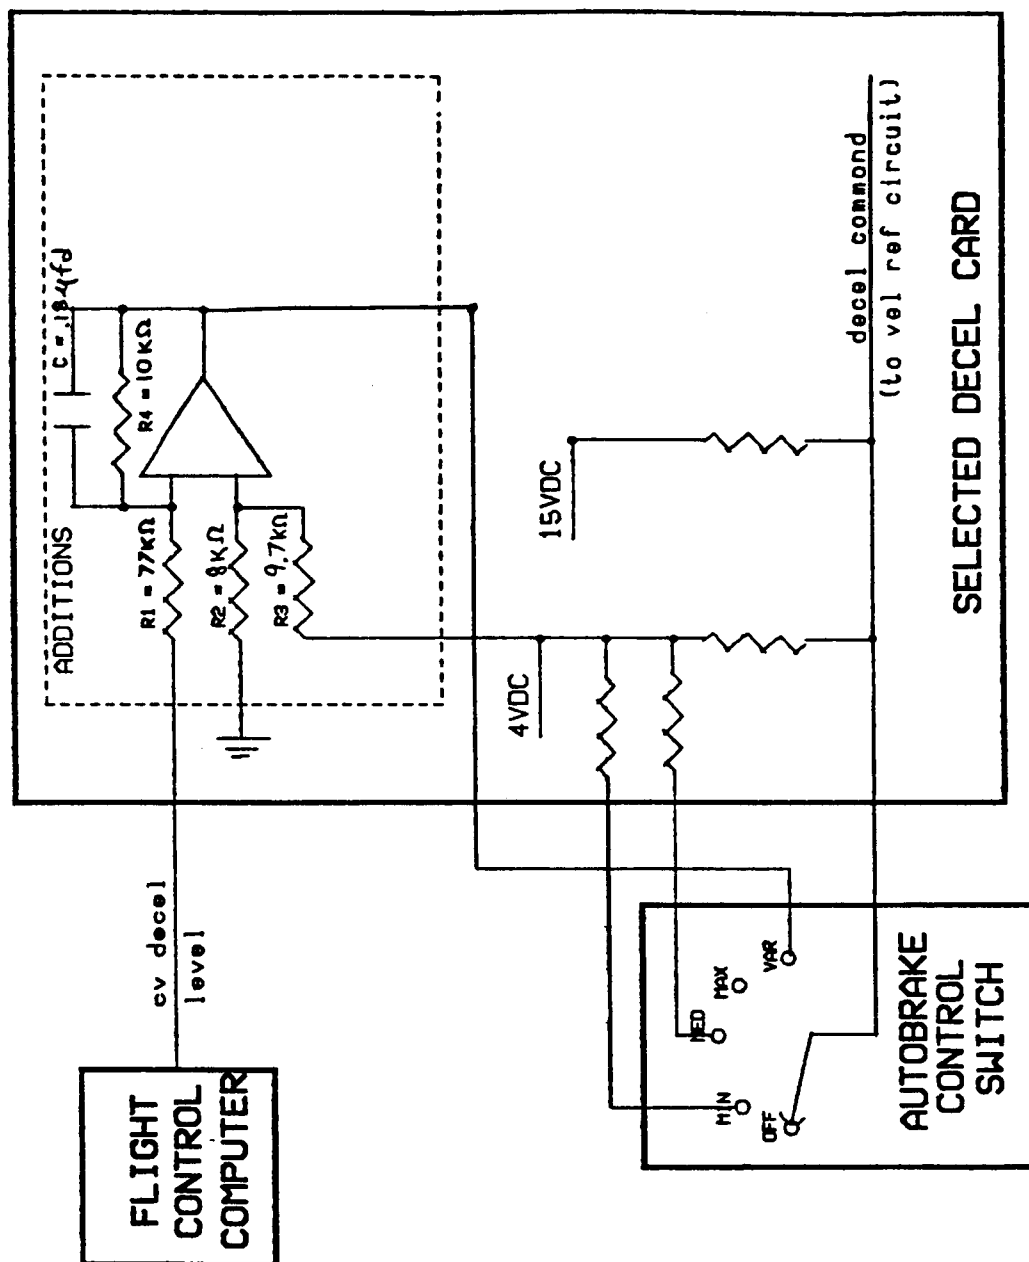 FLIGHT
CONTROL
COMPUTER
cv decel
level
ADDITIONS
R1 = 77KΩ
R2 = 8KΩ
R3 = 9.7KΩ
R4 = 10KΩ
C = .18μfd
4VDC
15VDC
decel command
(to vel ref circuit)
SELECTED DECEL CARD
OFF
MIN
MED
MAX
VAR
AUTOBRAKE
CONTROL
SWITCH